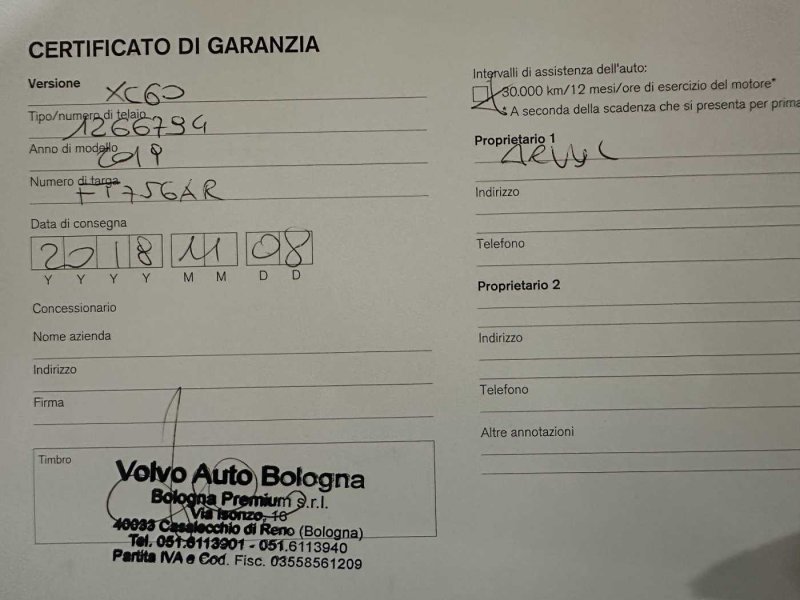 CERTIFICATO DI GARANZIA
Versione XC60
Tipo/numero di telaio 1266794
Anno di modello 2019
Numero di targa FT756AR
Data di consegna
2018 11 08
Y Y Y Y M M D D
Concessionario
Nome azienda
Indirizzo
Firma
Timbro
Volvo Auto Bologna
Bologna Premium s.r.l.
Via Isonzo, 16
40033 Casalecchio di Reno (Bologna)
Tel. 051.6113901 - 051.6113940
Partita IVA e Cod. Fisc. 03558561209
Intervalli di assistenza dell'auto:
30.000 km/12 mesi/ore di esercizio del motore*
* A seconda della scadenza che si presenta per prima
Proprietario 1
Indirizzo
Telefono
Proprietario 2
Indirizzo
Telefono
Altre annotazioni